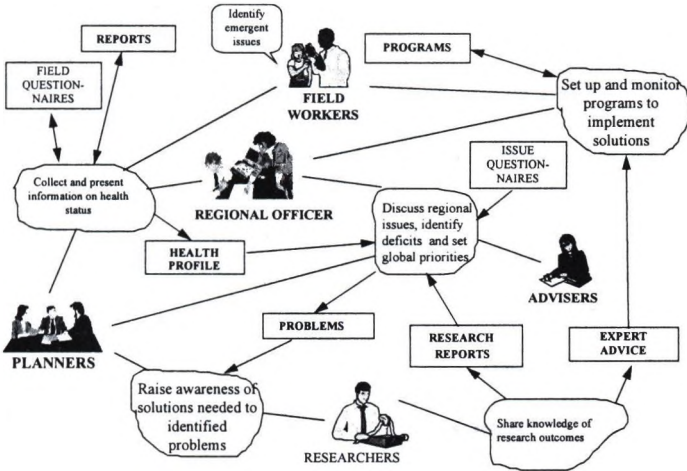 Identify
emergent
issues
REPORTS
PROGRAMS
FIELD
QUESTION-
NAIRES
FIELD
WORKERS
Set up and monitor
programs to
implement
solutions
ISSUE
QUESTION-
NAIRES
Collect and present
information on health
status
REGIONAL OFFICER
Discuss regional
issues, identify
deficits and set
global priorities
HEALTH
PROFILE
ADVISERS
PLANNERS
PROBLEMS
RESEARCH
REPORTS
EXPERT
ADVICE
Raise awareness of
solutions needed to
identified
problems
RESEARCHERS
Share knowledge of
research outcomes